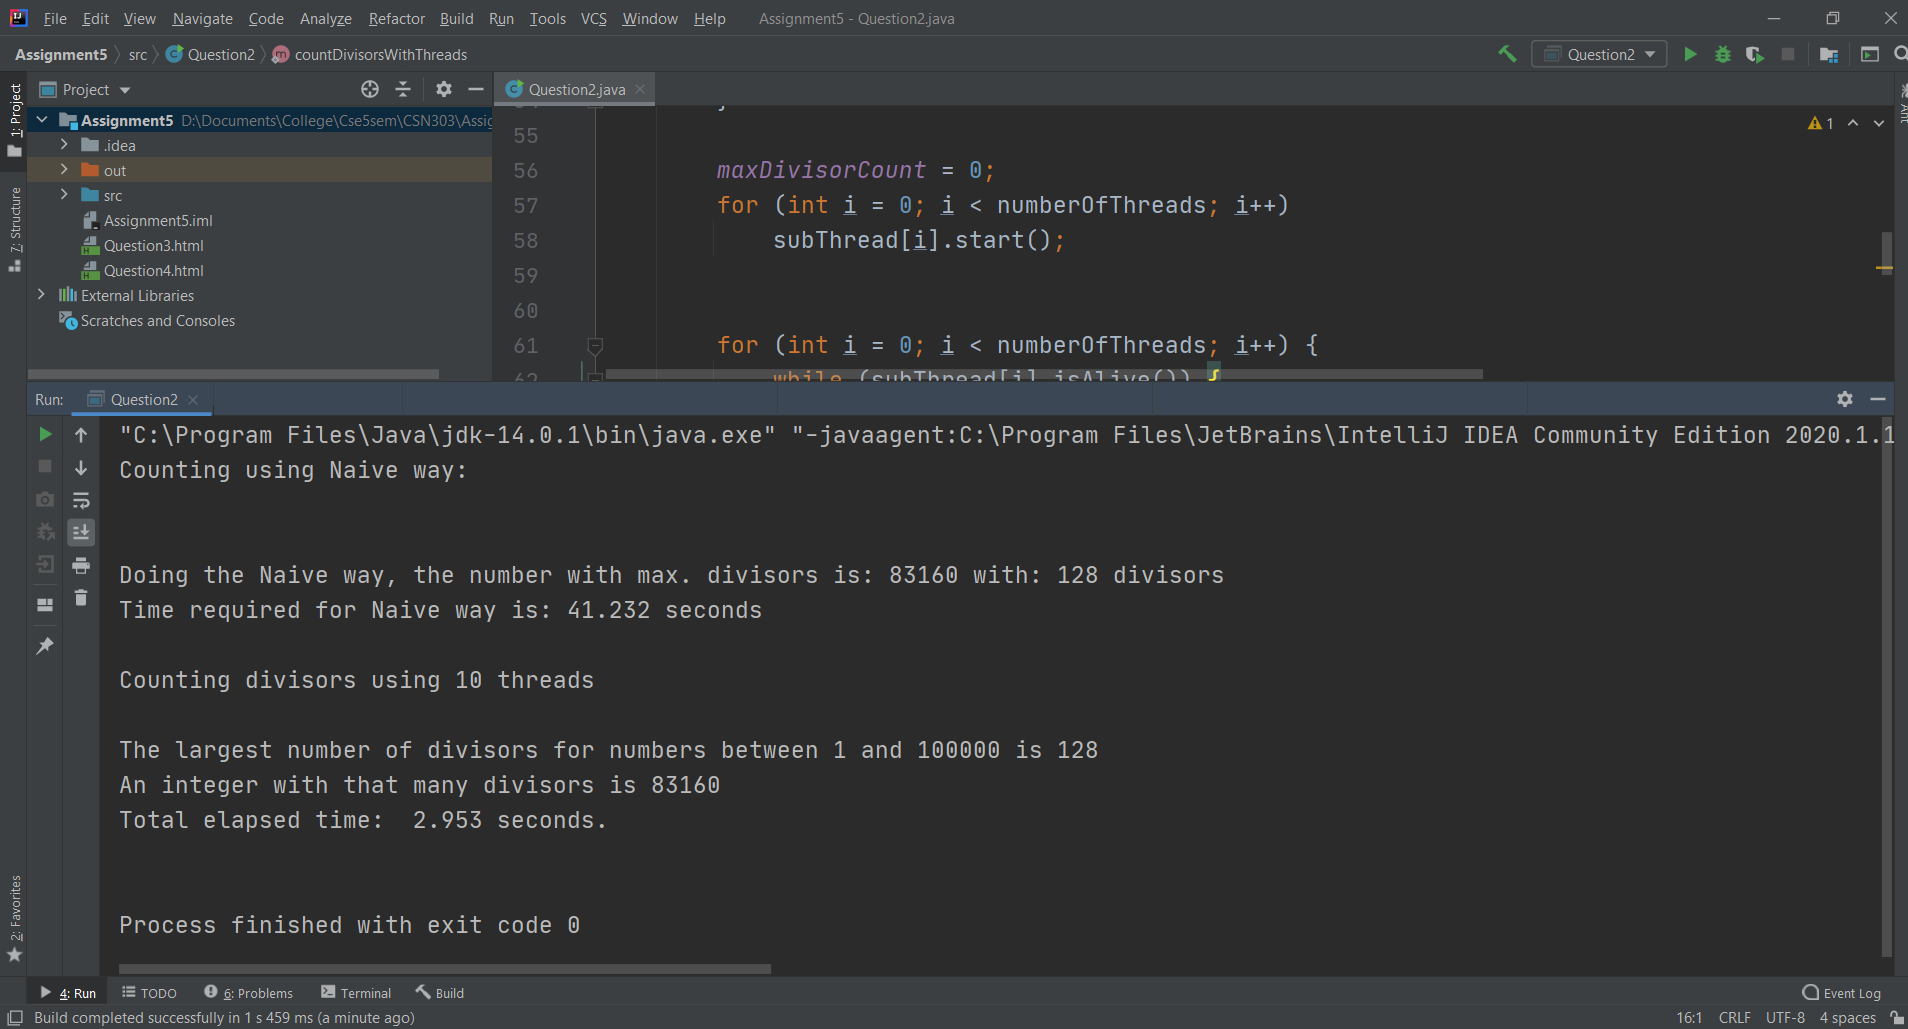 File Edit View Navigate Code Analyze Refactor Build Run Tools VCS Window Help Assignment5 - Question2.java
Assignment5 src Question2 countDivisorsWithThreads Question2
1: Project
7: Structure
2: Favorites
Ant
Project
Assignment5 D:\Documents\College\Cse5sem\CSN303\Assig
.idea
out
src
Assignment5.iml
Question3.html
Question4.html
External Libraries
Scratches and Consoles
Question2.java
1
55
56 maxDivisorCount = 0;
57 for (int i = 0; i < numberOfThreads; i++)
58 subThread[i].start();
59
60
61 for (int i = 0; i < numberOfThreads; i++) {
62 while (subThread[i].isAlive()) {
Run: Question2
"C:\Program Files\Java\jdk-14.0.1\bin\java.exe" "-javaagent:C:\Program Files\JetBrains\IntelliJ IDEA Community Edition 2020.1.1
Counting using Naive way:
Doing the Naive way, the number with max. divisors is: 83160 with: 128 divisors
Time required for Naive way is: 41.232 seconds
Counting divisors using 10 threads
The largest number of divisors for numbers between 1 and 100000 is 128
An integer with that many divisors is 83160
Total elapsed time:  2.953 seconds.
Process finished with exit code 0
4: Run TODO 6: Problems Terminal Build Event Log
Build completed successfully in 1 s 459 ms (a minute ago) 16:1 CRLF UTF-8 4 spaces